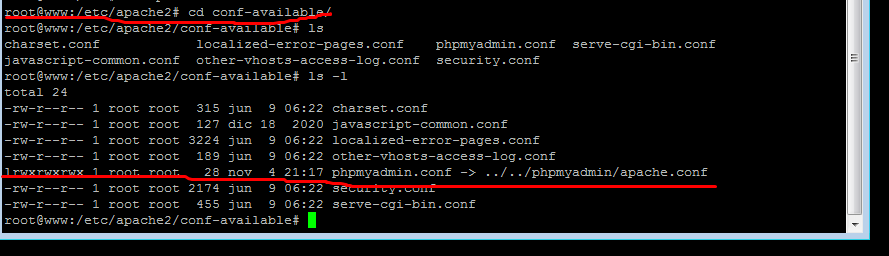 root@www:/etc/apache2# cd conf-available/
root@www:/etc/apache2/conf-available# ls
charset.conf            localized-error-pages.conf    phpmyadmin.conf  serve-cgi-bin.conf
javascript-common.conf  other-vhosts-access-log.conf  security.conf
root@www:/etc/apache2/conf-available# ls -l
total 24
-rw-r--r-- 1 root root  315 jun  9 06:22 charset.conf
-rw-r--r-- 1 root root  127 dic 18  2020 javascript-common.conf
-rw-r--r-- 1 root root 3224 jun  9 06:22 localized-error-pages.conf
-rw-r--r-- 1 root root  189 jun  9 06:22 other-vhosts-access-log.conf
lrwxrwxrwx 1 root root   28 nov  4 21:17 phpmyadmin.conf -> ../../phpmyadmin/apache.conf
-rw-r--r-- 1 root root 2174 jun  9 06:22 security.conf
-rw-r--r-- 1 root root  455 jun  9 06:22 serve-cgi-bin.conf
root@www:/etc/apache2/conf-available#